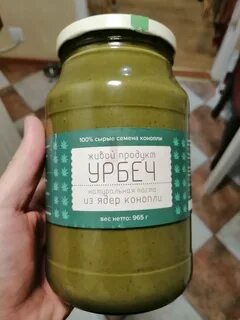 100% сырые семена конопли
живой продукт
УРБЕЧ
натуральная паста
из ядер конопли
вес нетто: 965 г